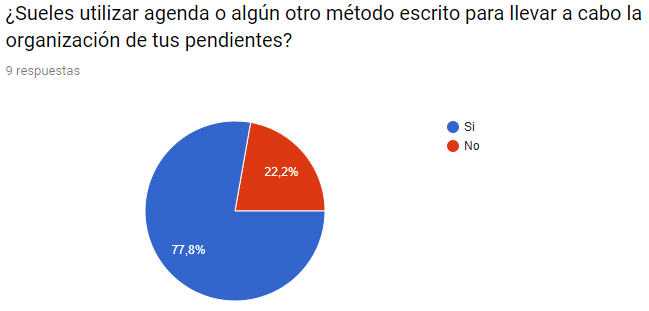 ¿Sueles utilizar agenda o algún otro método escrito para llevar a cabo la
organización de tus pendientes?
9 respuestas
Si
No
22,2%
77,8%